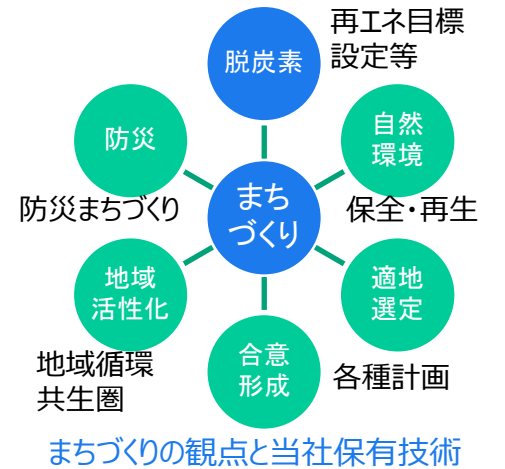 再エネ目標
設定等
脱炭素
自然
環境
防災
まち
づくり
防災まちづくり
保全・再生
地域
活性化
適地
選定
合意
形成
地域循環
共生圏
各種計画
まちづくりの観点と当社保有技術